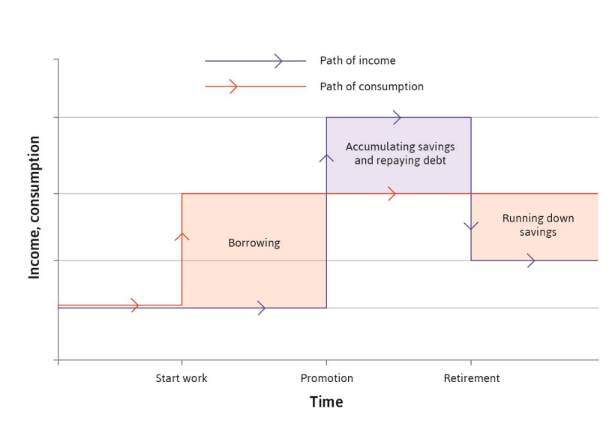 Path of income
Path of consumption
Income, consumption
Accumulating savings
and repaying debt
Borrowing
Running down
savings
Start work
Promotion
Retirement
Time